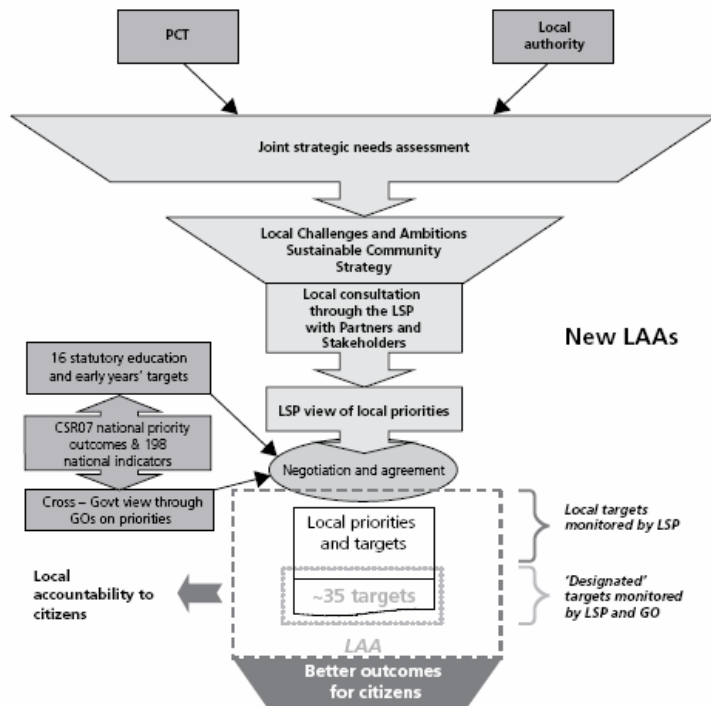 PCT
Local
authority
Joint strategic needs assessment
Local Challenges and Ambitions
Sustainable Community
Strategy
Local consultation
through the LSP
with Partners and
Stakeholders
New LAAs
16 statutory education
and early years' targets
LSP view of local priorities
CSR07 national priority
outcomes & 198
national indicators
Negotiation and agreement
Cross – Govt view through
GOs on priorities
Local priorities
and targets
Local targets
monitored by LSP
Local
accountability to
citizens
~35 targets
'Designated'
targets monitored
by LSP and GO
LAA
Better outcomes
for citizens